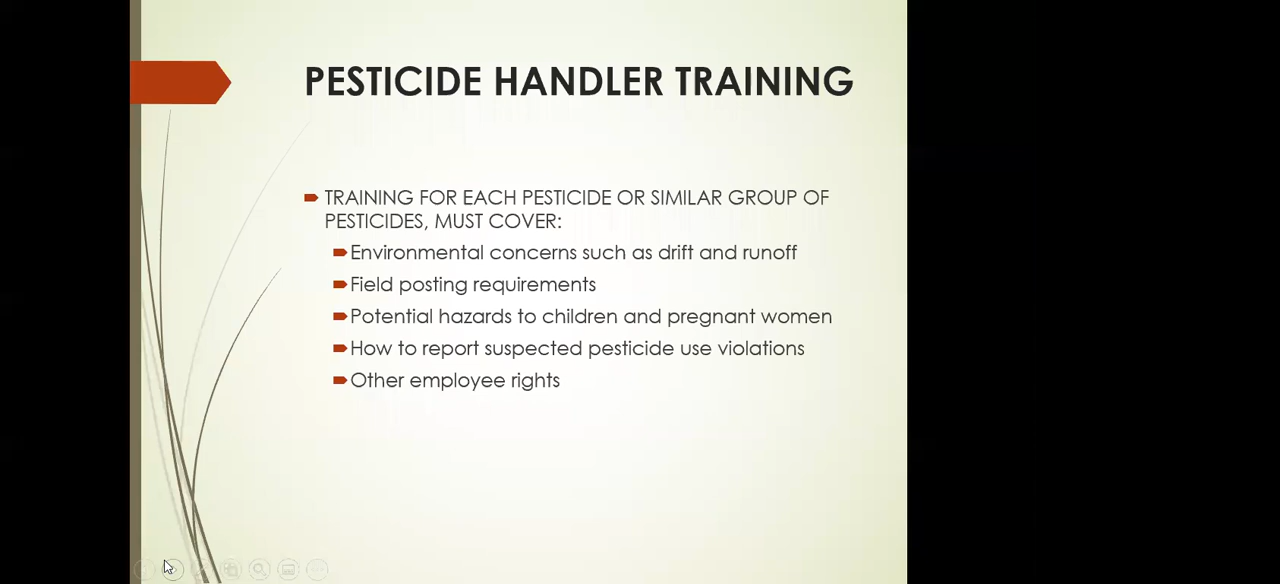 PESTICIDE HANDLER TRAINING
TRAINING FOR EACH PESTICIDE OR SIMILAR GROUP OF
PESTICIDES, MUST COVER:
Environmental concerns such as drift and runoff
Field posting requirements
Potential hazards to children and pregnant women
How to report suspected pesticide use violations
Other employee rights